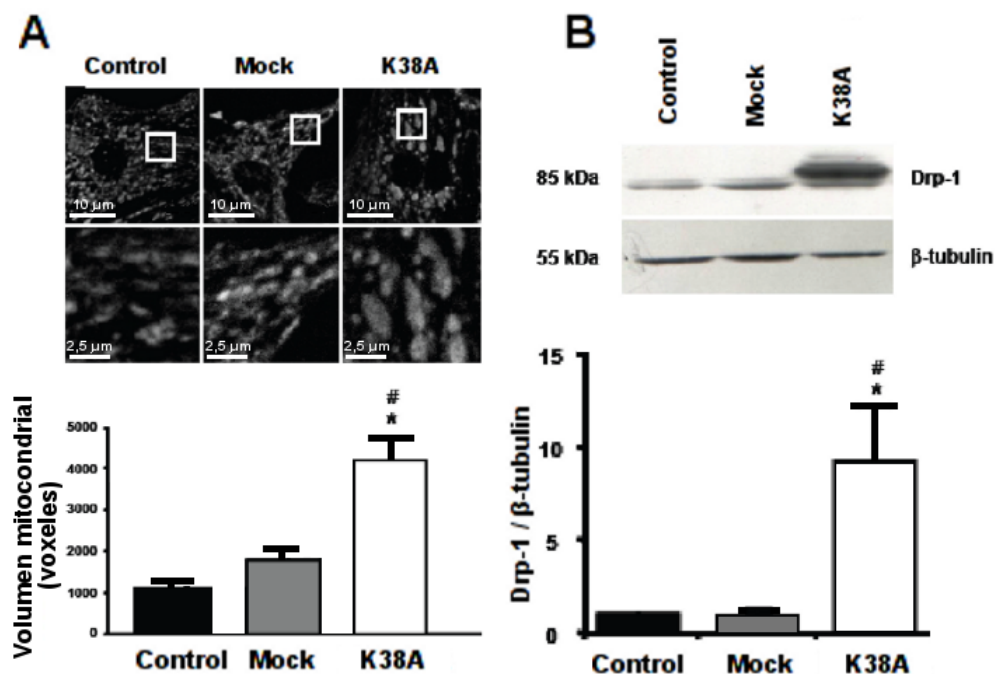 A
Control Mock K38A
10 µm 10 µm 10 µm
2,5 µm 2,5 µm 2,5 µm
Volumen mitocondrial
(voxeles)
5000
4000
3000
2000
1000
0
#
*
Control Mock K38A
B
Control Mock K38A
85 kDa Drp-1
55 kDa β-tubulin
Drp-1 / β-tubulin
15
10
5
0
#
*
Control Mock K38A